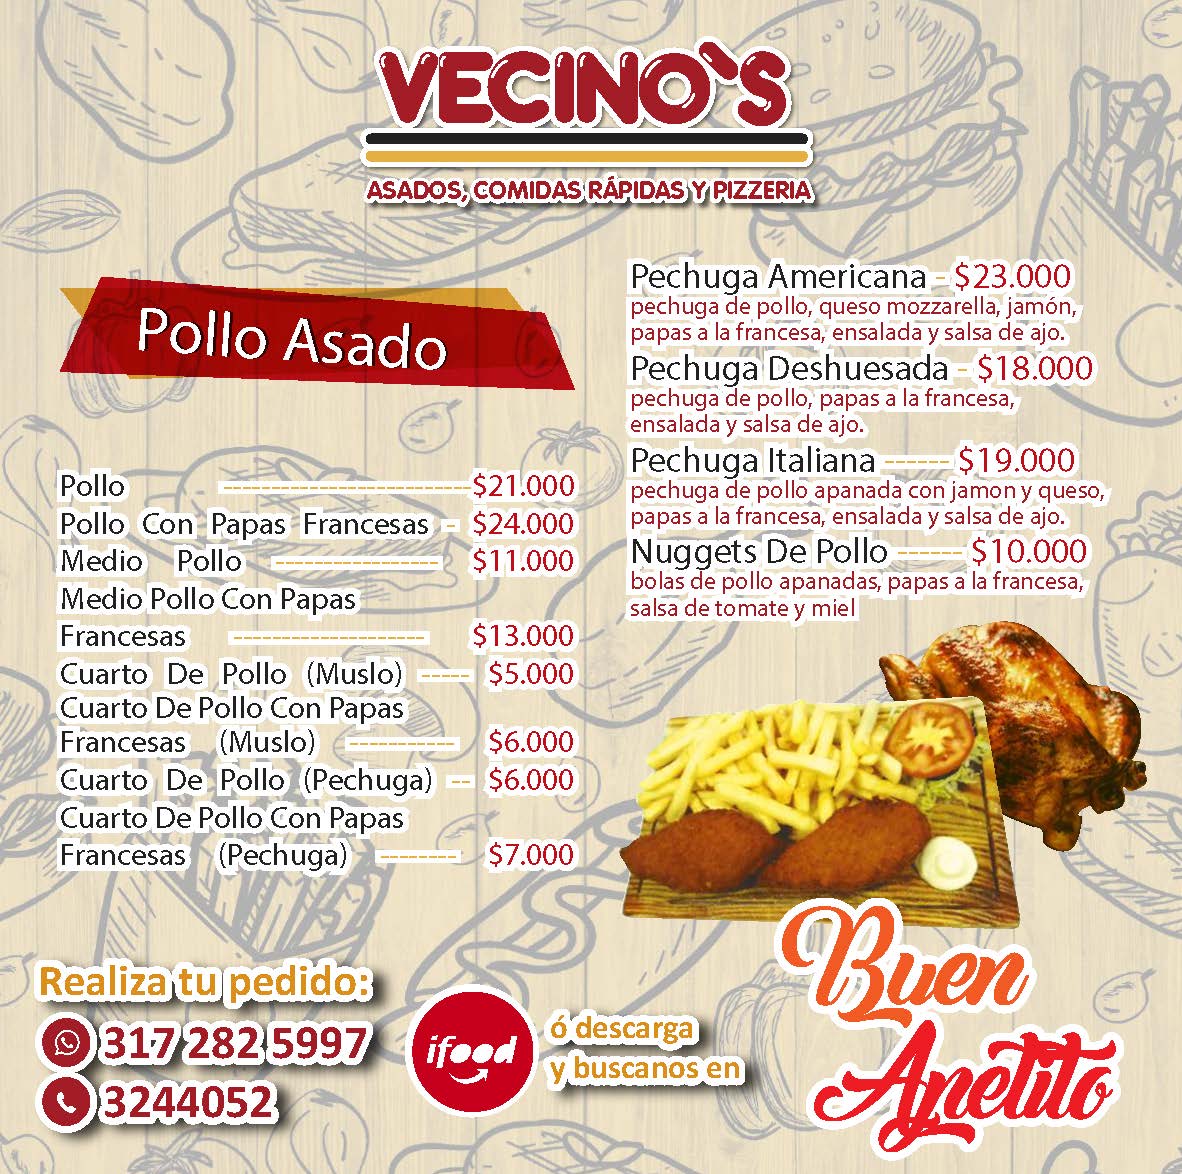 VECINO`S
ASADOS, COMIDAS RÁPIDAS Y PIZZERIA
Pollo Asado
Pollo -------------------------- $21.000
Pollo Con Papas Francesas - $24.000
Medio Pollo ----------------- $11.000
Medio Pollo Con Papas
Francesas -------------------- $13.000
Cuarto De Pollo (Muslo) ----- $5.000
Cuarto De Pollo Con Papas
Francesas (Muslo) ----------- $6.000
Cuarto De Pollo (Pechuga) -- $6.000
Cuarto De Pollo Con Papas
Francesas (Pechuga) -------- $7.000
Pechuga Americana - $23.000
pechuga de pollo, queso mozzarella, jamón,
papas a la francesa, ensalada y salsa de ajo.
Pechuga Deshuesada - $18.000
pechuga de pollo, papas a la francesa,
ensalada y salsa de ajo.
Pechuga Italiana ------ $19.000
pechuga de pollo apanada con jamon y queso,
papas a la francesa, ensalada y salsa de ajo.
Nuggets De Pollo ------ $10.000
bolas de pollo apanadas, papas a la francesa,
salsa de tomate y miel
Realiza tu pedido:
317 282 5997
3244052
ifood
ó descarga
y buscanos en
Buen
Apetito